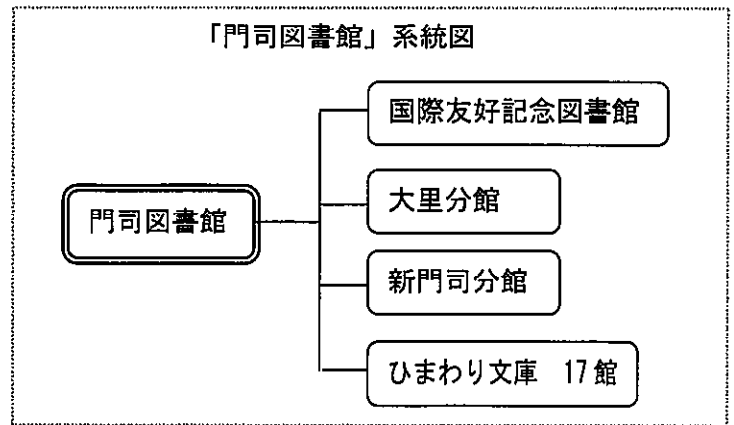 「門司図書館」系統図
国際友好記念図書館
大里分館
門司図書館
新門司分館
ひまわり文庫　17館